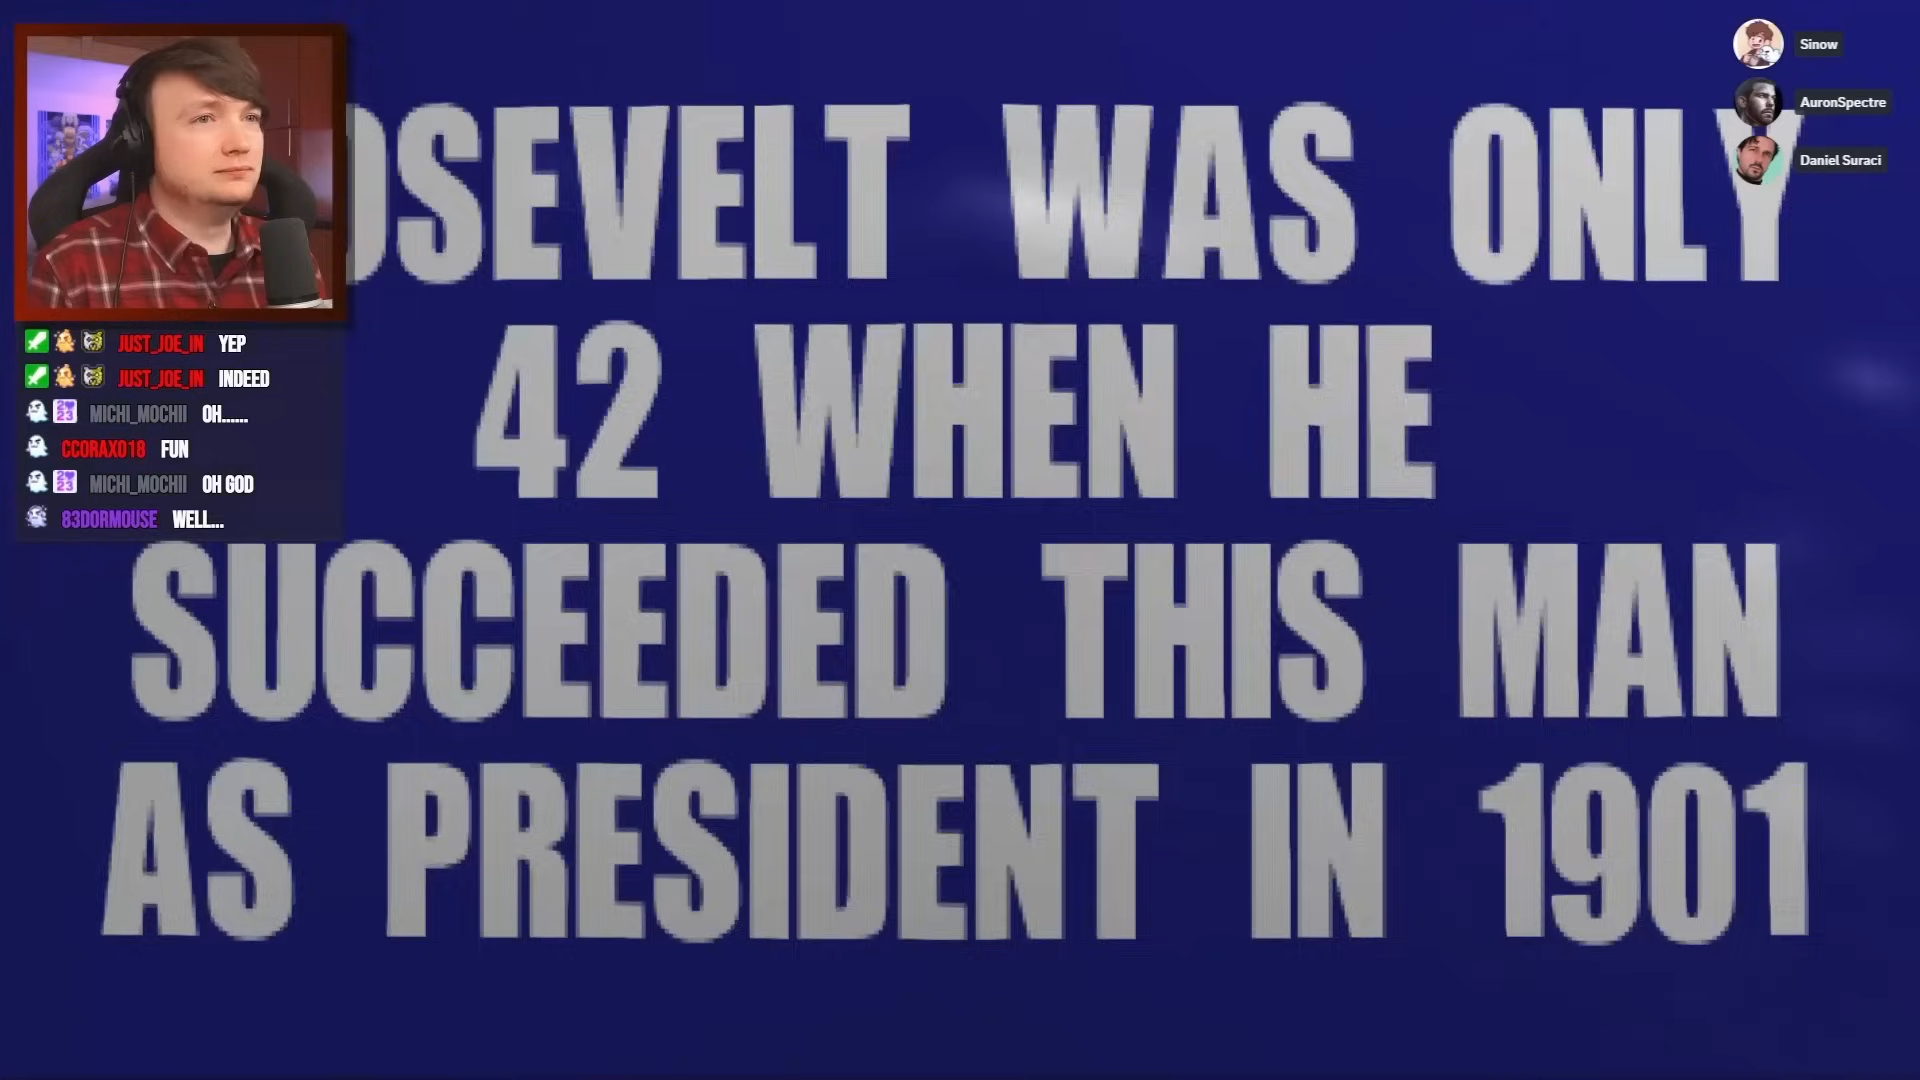 OSEVELT WAS ONLY
42 WHEN HE
SUCCEEDED THIS MAN
AS PRESIDENT IN 1901
JUST_JOE_IN YEP
JUST_JOE_IN INDEED
MICHI_MOCHII OH......
CCORAX018 FUN
MICHI_MOCHII OH GOD
83DORMOUSE WELL...
Sinow
AuronSpectre
Daniel Suraci